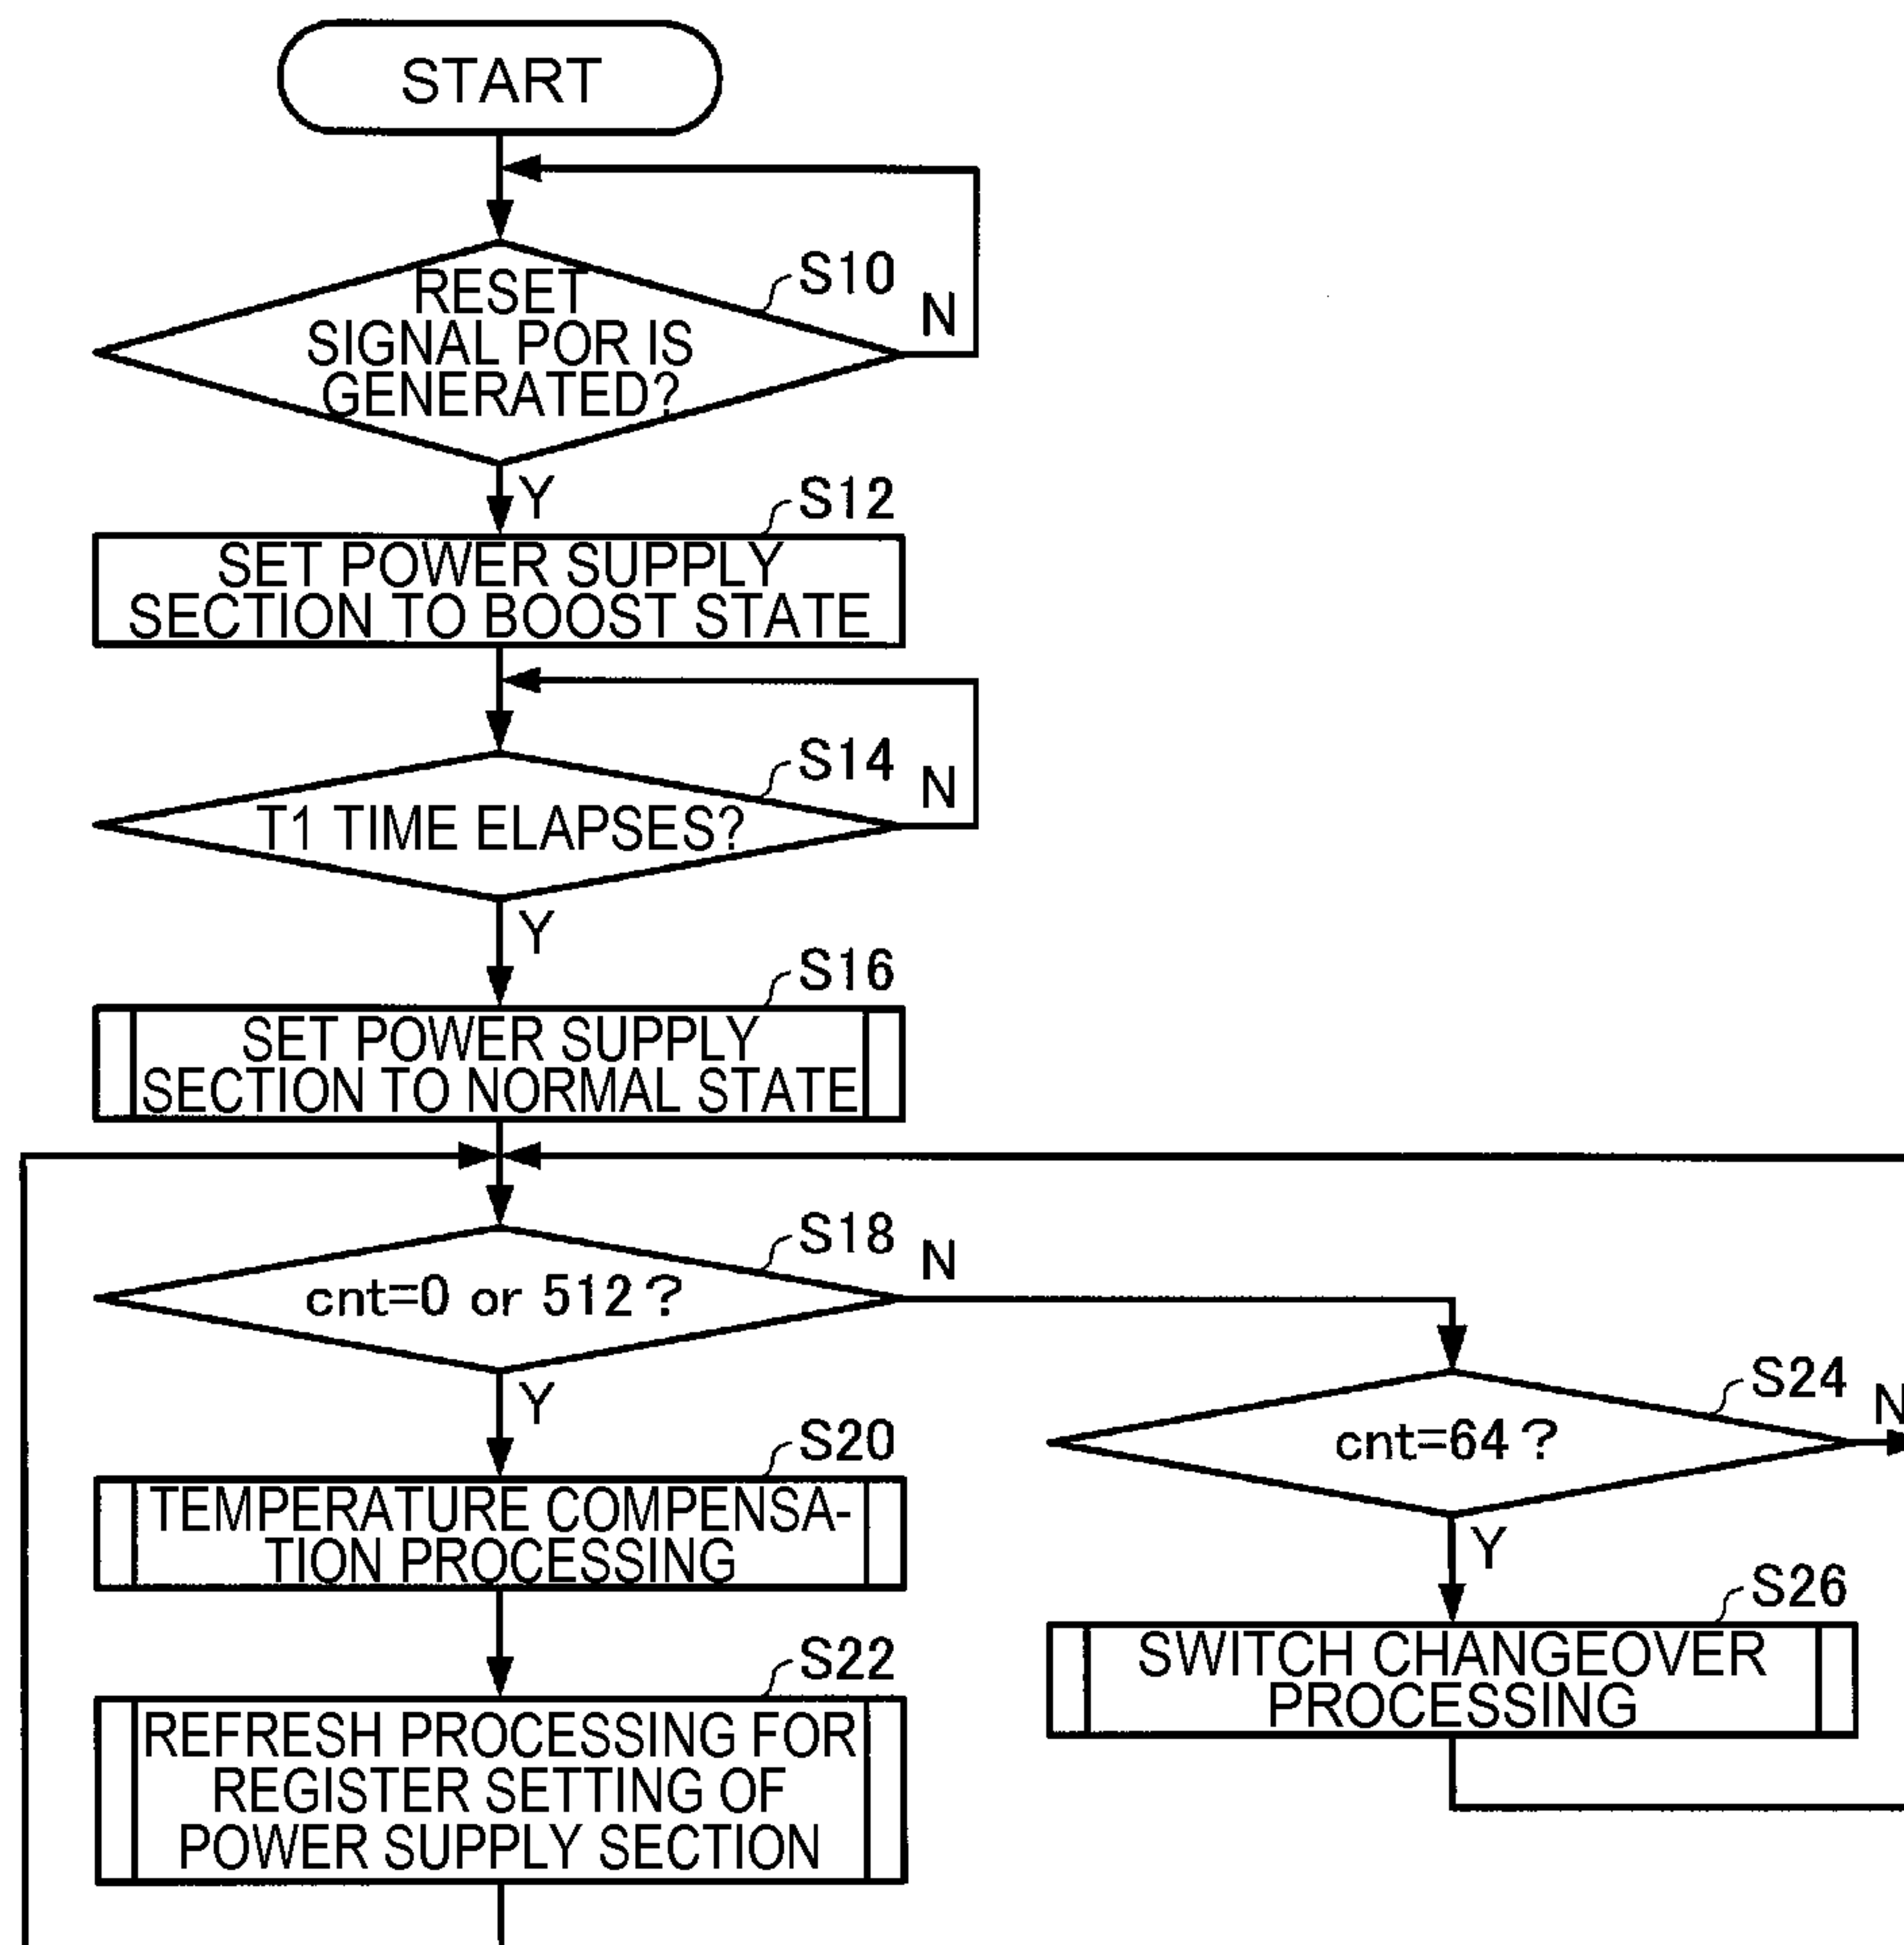 START
S10
RESET
SIGNAL POR IS
GENERATED?
N
Y
S12
SET POWER SUPPLY
SECTION TO BOOST STATE
S14
T1 TIME ELAPSES?
N
Y
S16
SET POWER SUPPLY
SECTION TO NORMAL STATE
S18
cnt=0 or 512?
N
Y
S20
TEMPERATURE COMPENSA-
TION PROCESSING
S22
REFRESH PROCESSING FOR
REGISTER SETTING OF
POWER SUPPLY SECTION
S24
cnt=64?
N
Y
S26
SWITCH CHANGEOVER
PROCESSING